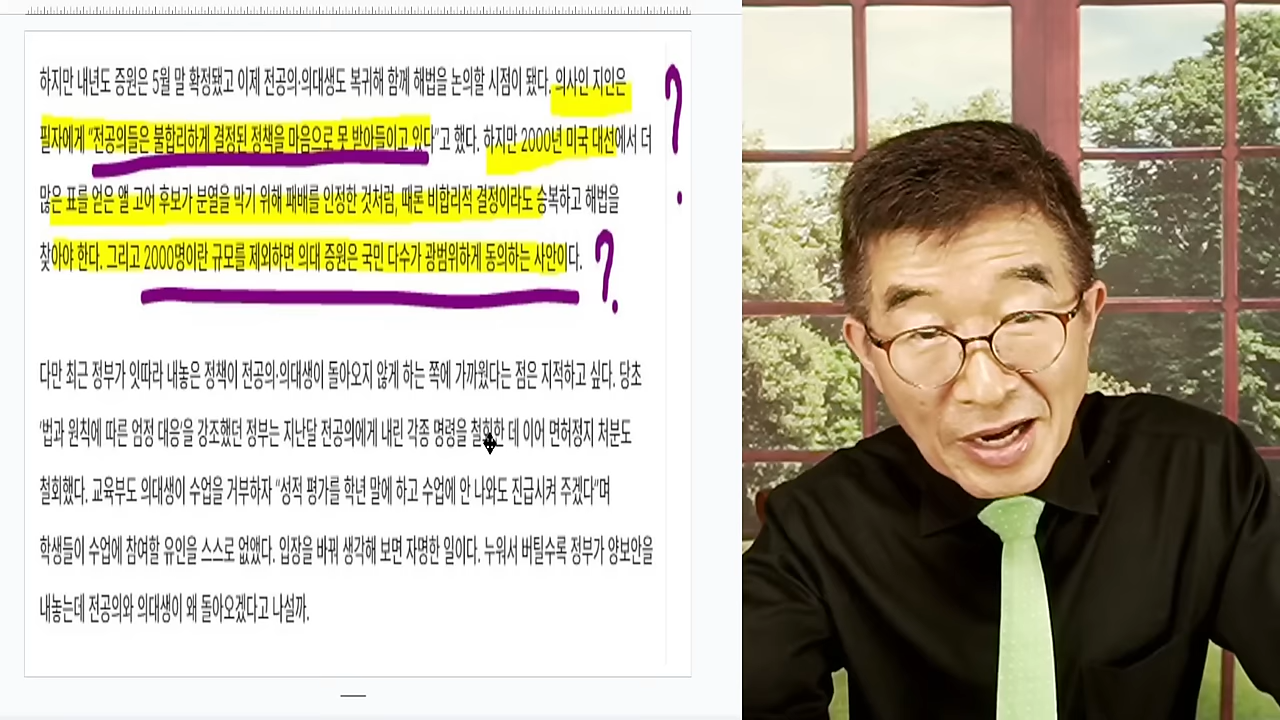 하지만 내년도 증원은 5월 말 확정됐고 이제 전공의·의대생도 복귀해 함께 해법을 논의할 시점이 됐다. 의사인 지인은
필자에게 “전공의들은 불합리하게 결정된 정책을 마음으로 못 받아들이고 있다”고 했다. 하지만 2000년 미국 대선에서 더
많은 표를 얻은 앨 고어 후보가 분열을 막기 위해 패배를 인정한 것처럼, 때론 비합리적 결정이라도 승복하고 해법을
찾아야 한다. 그리고 2000명이란 규모를 제외하면 의대 증원은 국민 다수가 광범위하게 동의하는 사안이다.
? ?
다만 최근 정부가 잇따라 내놓은 정책이 전공의·의대생이 돌아오지 않게 하는 쪽에 가까웠다는 점은 지적하고 싶다. 당초
‘법과 원칙에 따른 엄정 대응’을 강조했던 정부는 지난달 전공의에게 내린 각종 명령을 철회한 데 이어 면허정지 처분도
철회했다. 교육부도 의대생이 수업을 거부하자 “성적 평가를 학년 말에 하고 수업에 안 나와도 진급시켜 주겠다”며
학생들이 수업에 참여할 유인을 스스로 없앴다. 입장을 바꿔 생각해 보면 자명한 일이다. 누워서 버틸수록 정부가 양보안을
내놓는데 전공의와 의대생이 왜 돌아오겠다고 나설까.